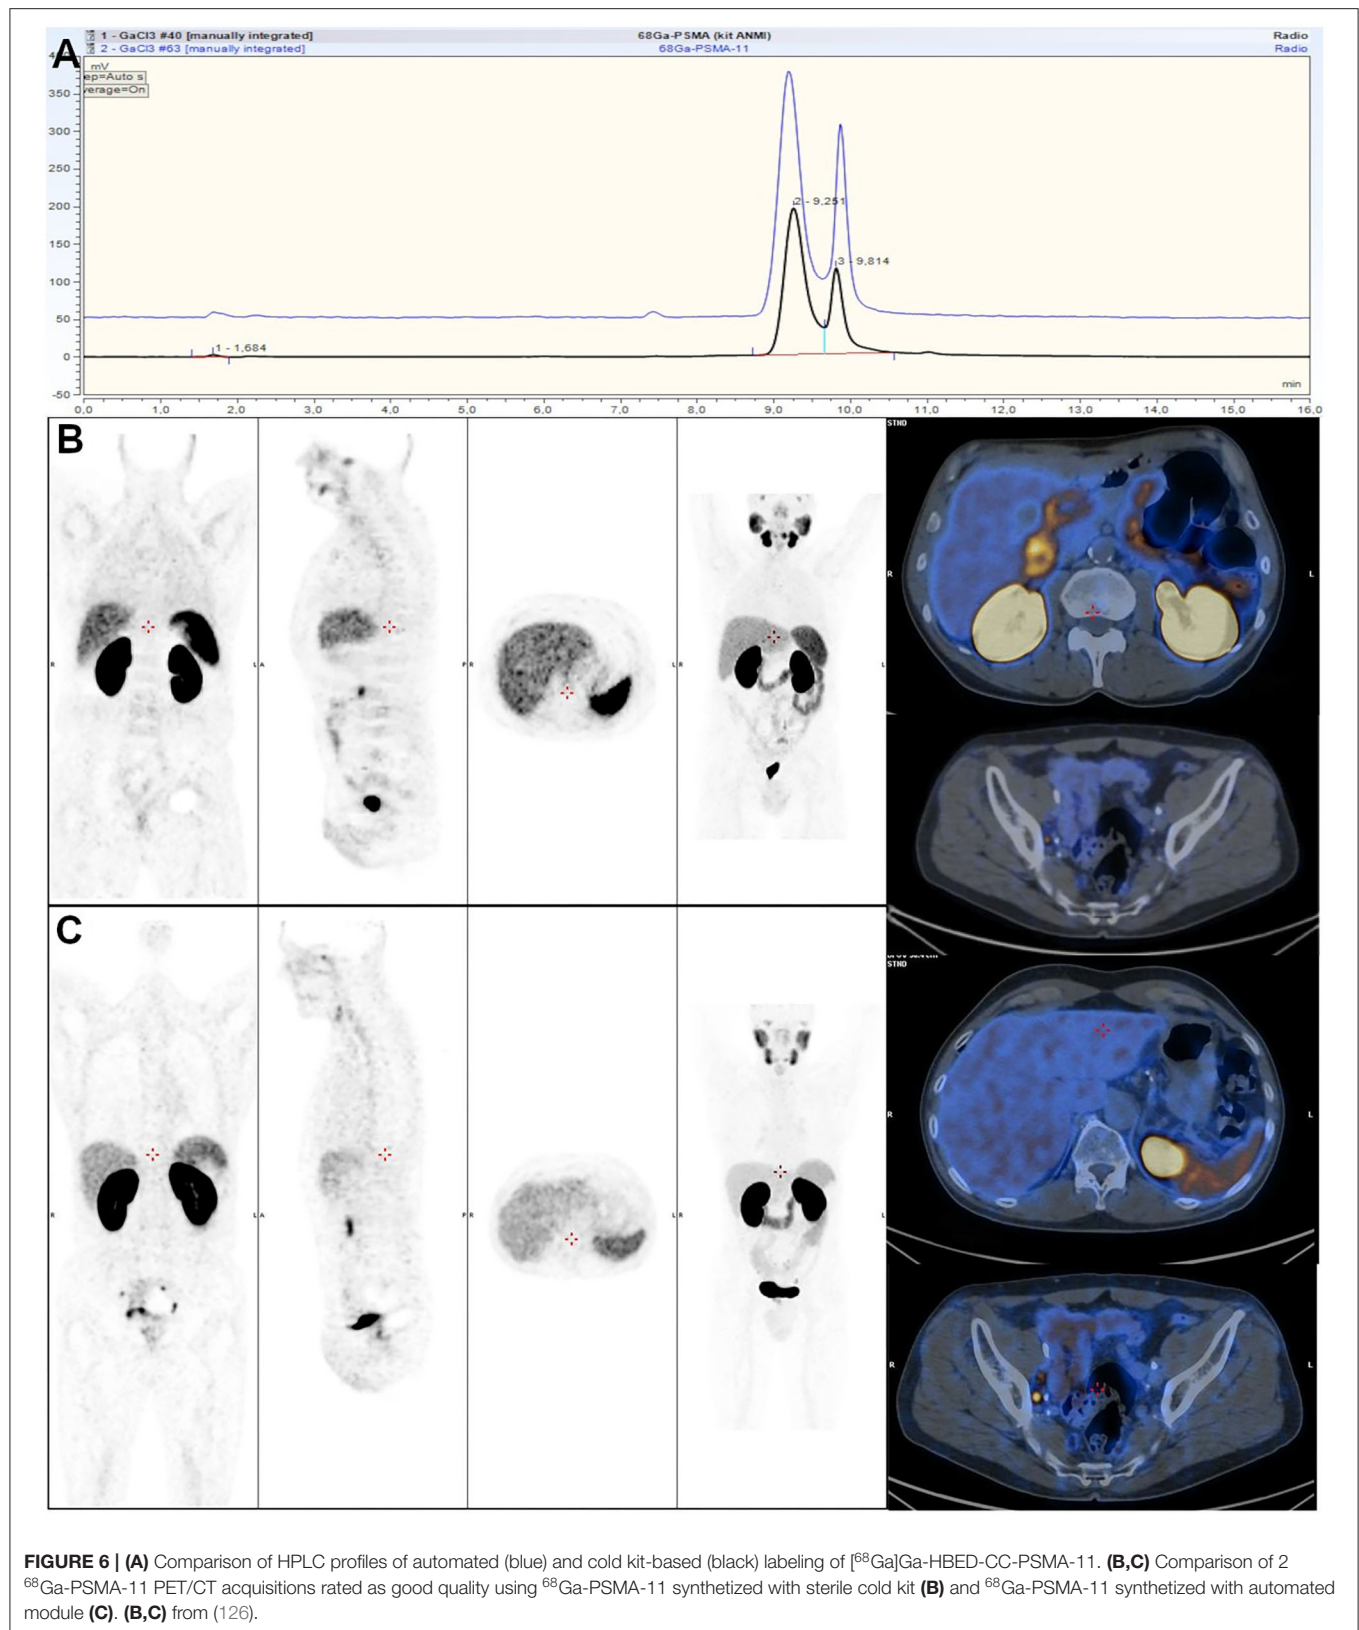 A
1 - GaCl3 #40 [manually integrated]
68Ga-PSMA (kit ANMI)
Radio
2 - GaCl3 #63 [manually integrated]
68Ga-PSMA-11
Radio
mV
ep=Auto s
verage=On
350
300
250
200
150
100
50
0
-50
1 - 1,684
2 - 9,251
3 - 9,814
min
0,0 1,0 2,0 3,0 4,0 5,0 6,0 7,0 8,0 9,0 10,0 11,0 12,0 13,0 14,0 15,0 16,0
B
STND
R
L A
P R
L R
L
R
L
C
STND
R
L A
P R
L R
L
R
L
R
L
FIGURE 6 | (A) Comparison of HPLC profiles of automated (blue) and cold kit-based (black) labeling of [68Ga]Ga-HBED-CC-PSMA-11. (B,C) Comparison of 2
68Ga-PSMA-11 PET/CT acquisitions rated as good quality using 68Ga-PSMA-11 synthetized with sterile cold kit (B) and 68Ga-PSMA-11 synthetized with automated
module (C). (B,C) from (126).